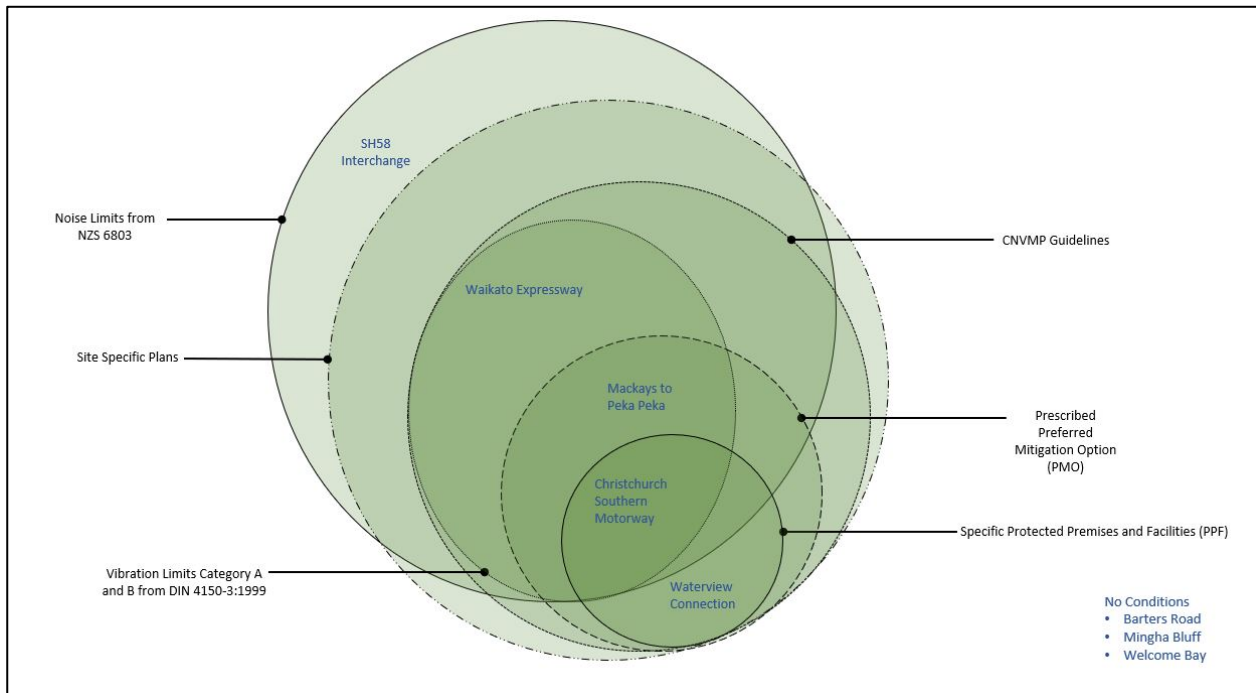 SH58
Interchange
Noise Limits from
NZS 6803
CNVMP Guidelines
Waikato Expressway
Site Specific Plans
Mackays to
Peka Peka
Prescribed
Preferred
Mitigation Option
(PMO)
Christchurch
Southern
Motorway
Specific Protected Premises and Facilities (PPF)
Vibration Limits Category A
and B from DIN 4150-3:1999
Waterview
Connection
No Conditions
• Barters Road
• Mingha Bluff
• Welcome Bay